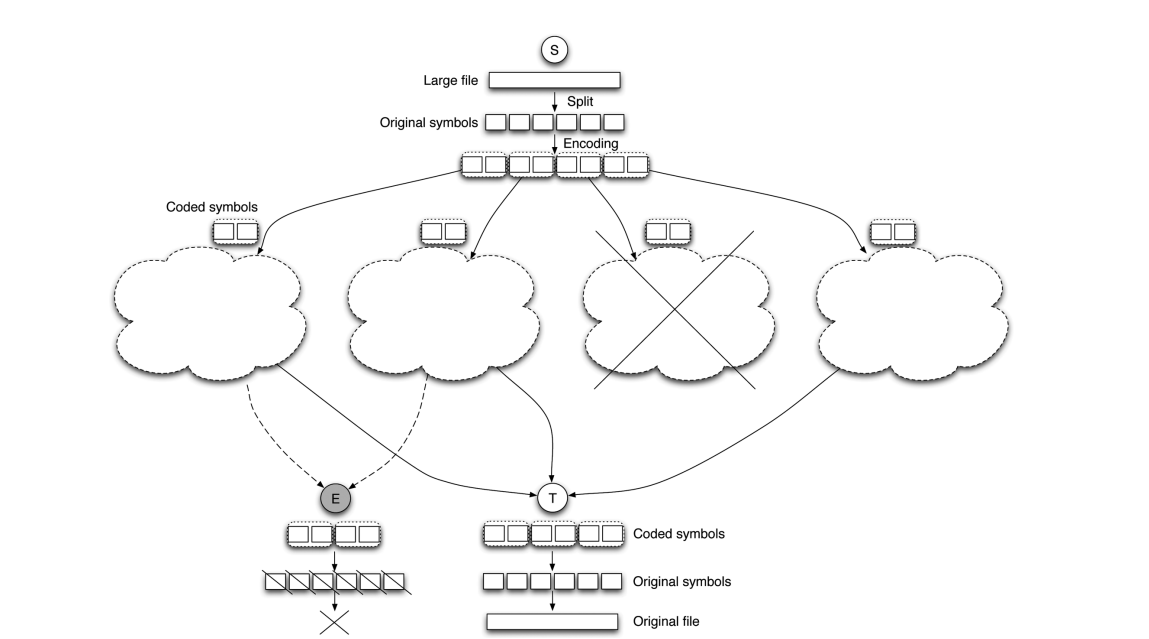 S
Large file
Split
Original symbols
Encoding
Coded symbols
E
T
Coded symbols
Original symbols
Original file